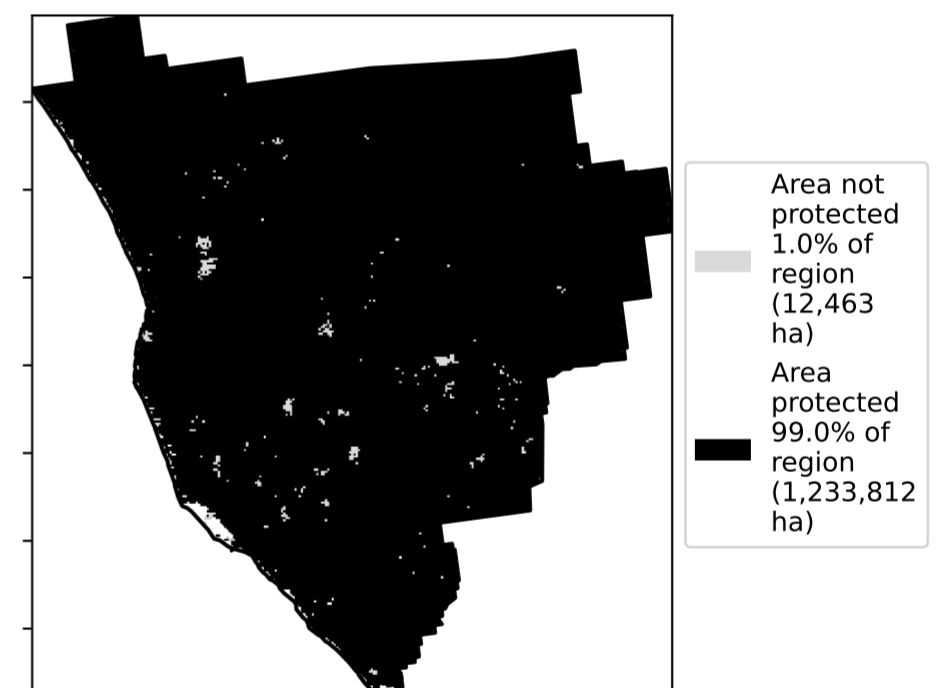 Area not
protected
1.0% of
region
(12,463
ha)
Area
protected
99.0% of
region
(1,233,812
ha)